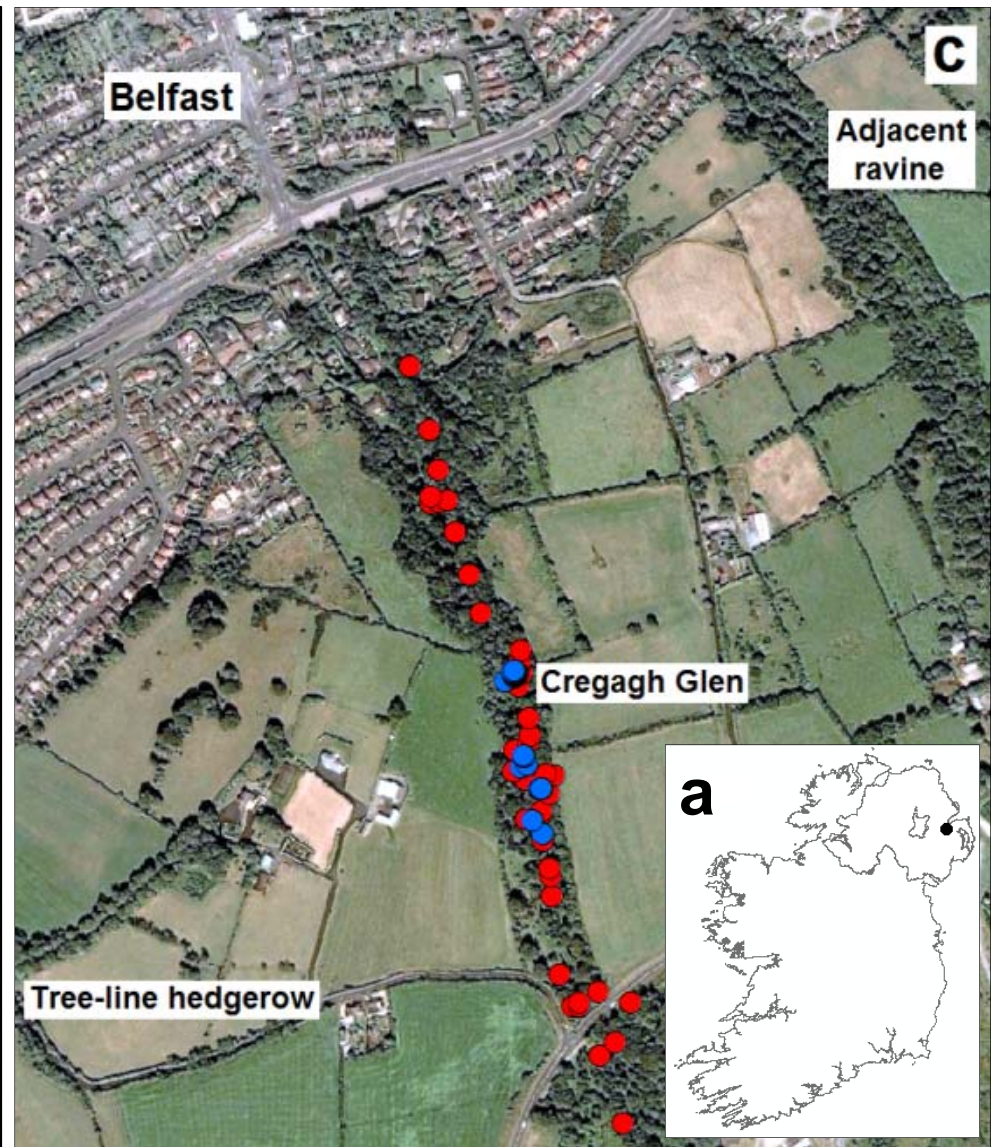 C
Belfast
Adjacent
ravine
Cregagh Glen
a
Tree-line hedgerow